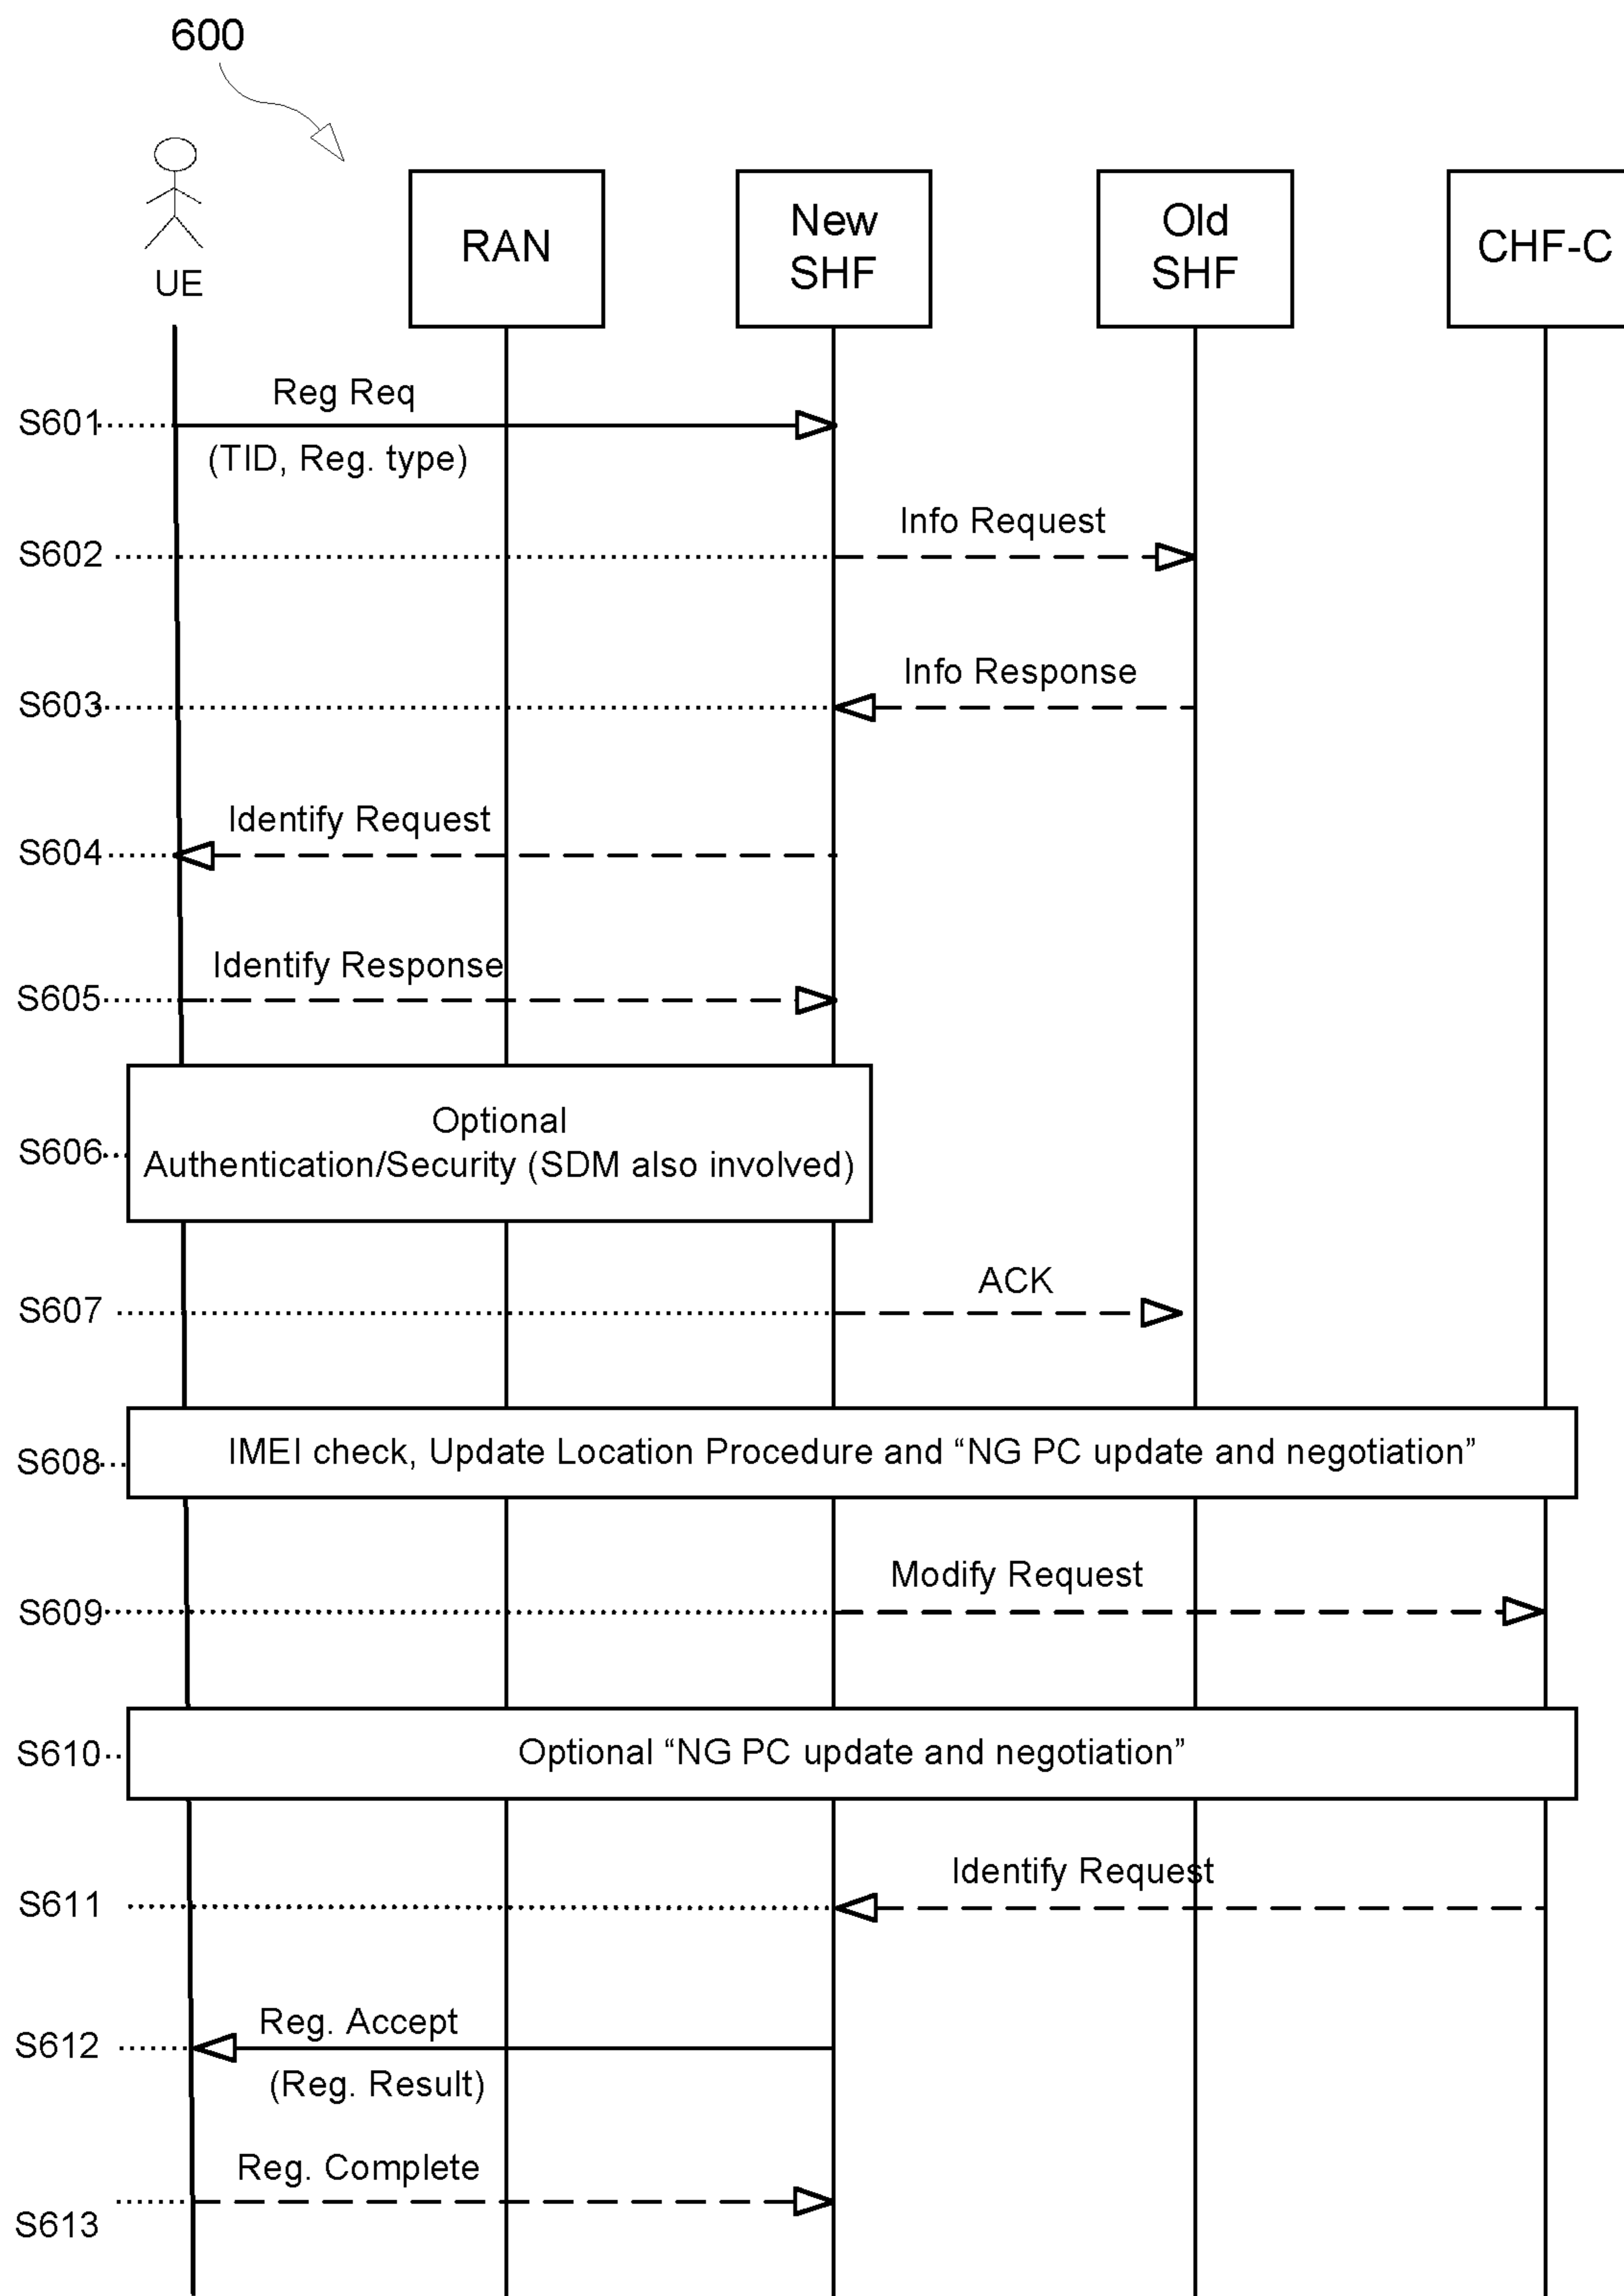 600
UE
RAN
New
SHF
Old
SHF
CHF-C
Reg Req
S601
(TID, Reg. type)
Info Request
S602
Info Response
S603
Identify Request
S604
Identify Response
S605
Optional
S606
Authentication/Security (SDM also involved)
ACK
S607
IMEI check, Update Location Procedure and “NG PC update and negotiation”
S608
Modify Request
S609
Optional “NG PC update and negotiation”
S610
Identify Request
S611
Reg. Accept
S612
(Reg. Result)
Reg. Complete
S613